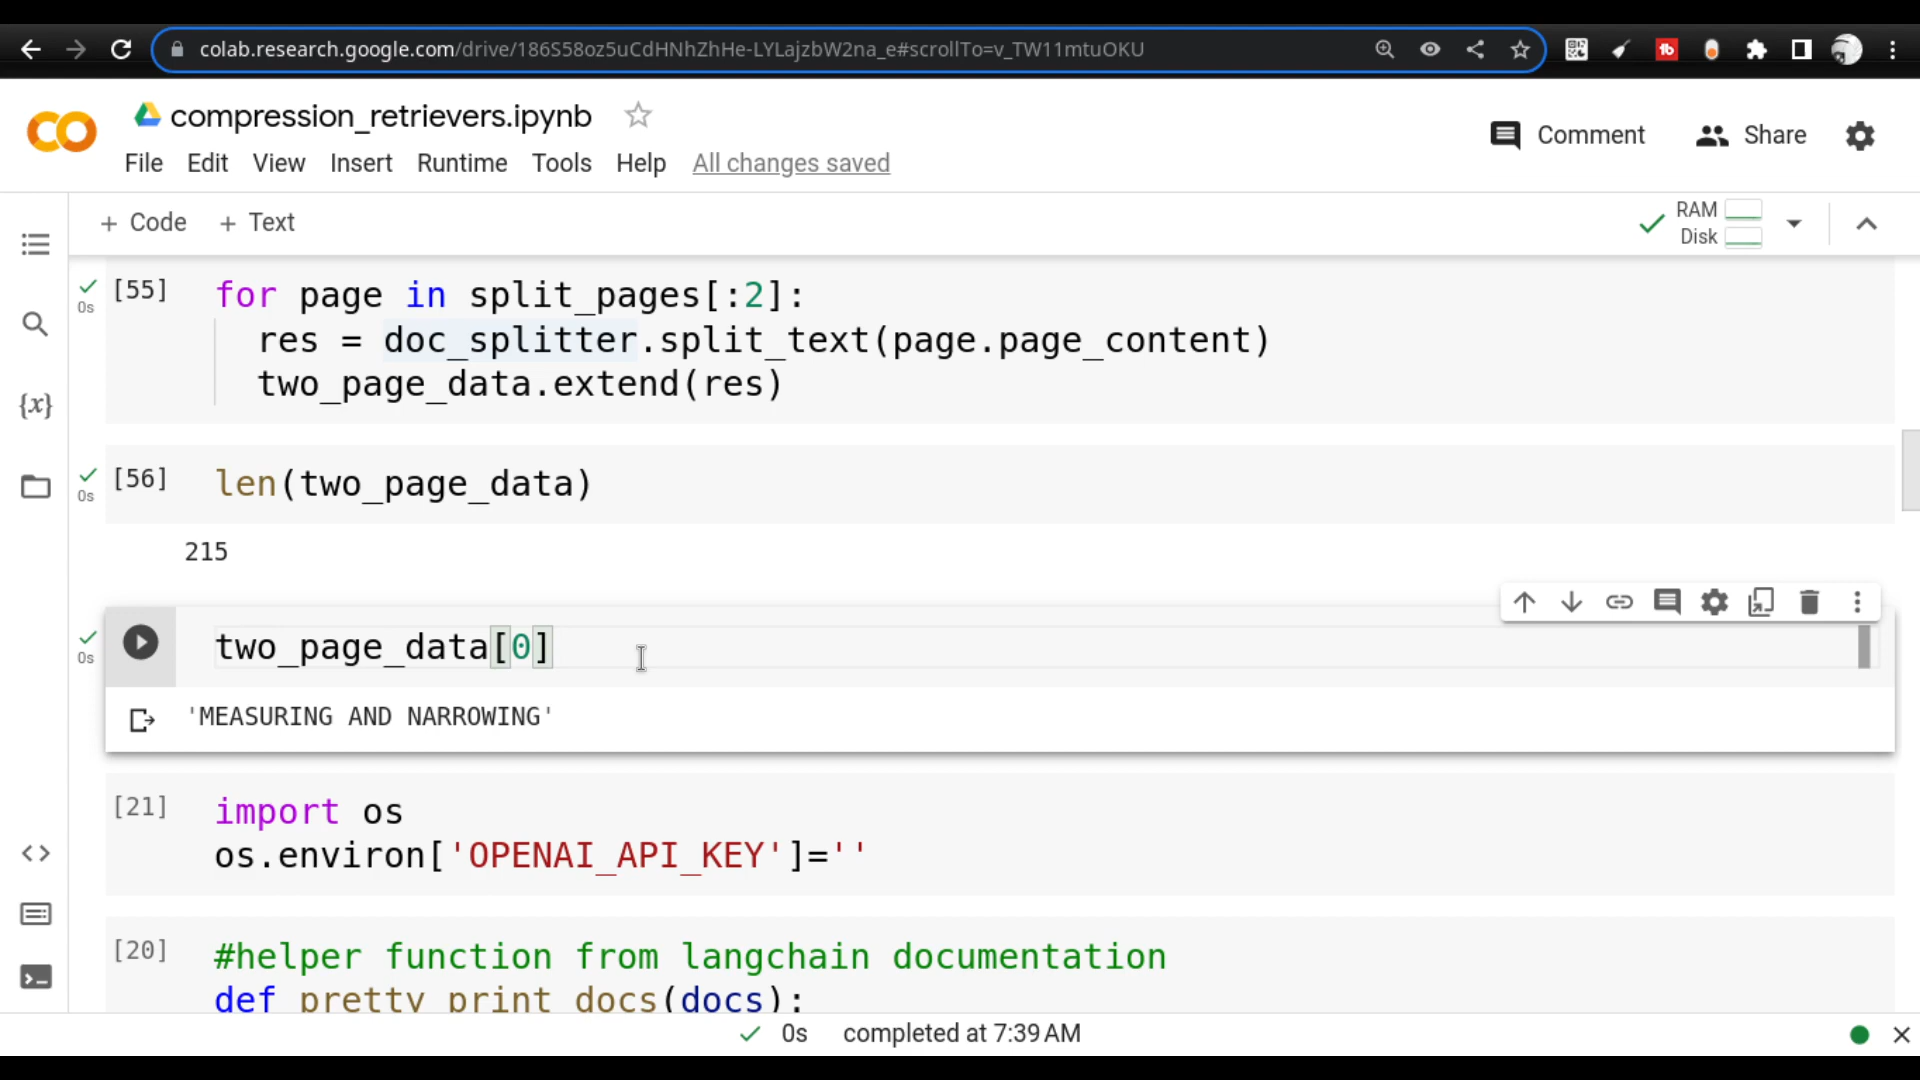 colab.research.google.com/drive/186S58oz5uCdHNhZhHe-LYLajzbW2na_e#scrollTo=v_TW11mtuOKU
tb
CO
compression_retrievers.ipynb
Comment
Share
File Edit View Insert Runtime Tools Help All changes saved
+ Code + Text
RAM
Disk
[55] for page in split_pages[:2]:
0s
res = doc_splitter.split_text(page.page_content)
two_page_data.extend(res)
{x}
[56] len(two_page_data)
0s
215
two_page_data[0]
0s
'MEASURING AND NARROWING'
[21] import os
os.environ['OPENAI_API_KEY']=''
[20] #helper function from langchain documentation
def pretty_print_docs(docs):
0s completed at 7:39 AM